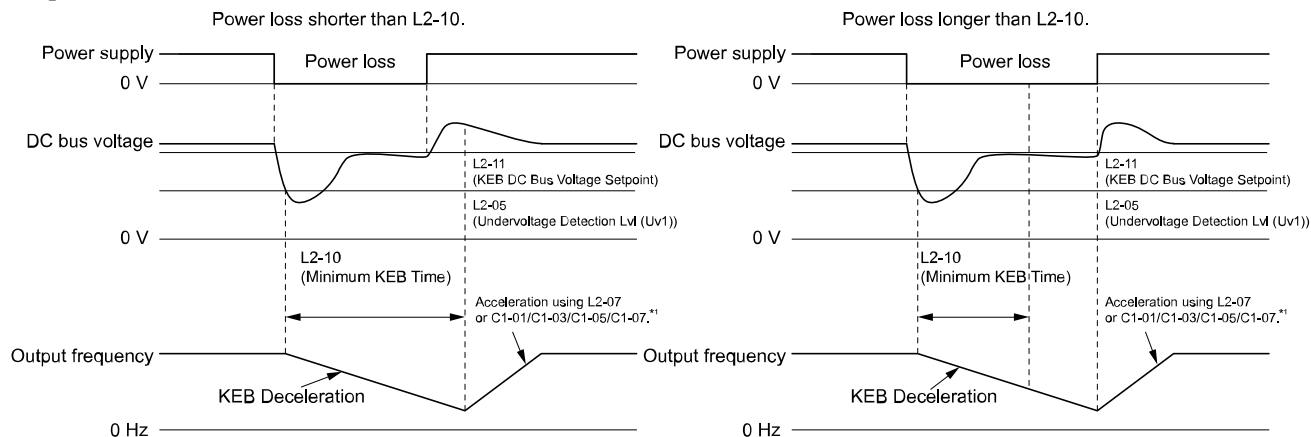 Power loss shorter than L2-10.
Power supply
Power loss
0 V
DC bus voltage
L2-11
(KEB DC Bus Voltage Setpoint)
L2-05
(Undervoltage Detection Lvl (Uv1))
0 V
L2-10
(Minimum KEB Time)
Acceleration using L2-07
or C1-01/C1-03/C1-05/C1-07.*1
Output frequency
KEB Deceleration
0 Hz
Power loss longer than L2-10.
Power supply
Power loss
0 V
DC bus voltage
L2-11
(KEB DC Bus Voltage Setpoint)
L2-05
(Undervoltage Detection Lvl (Uv1))
0 V
L2-10
(Minimum KEB Time)
Acceleration using L2-07
or C1-01/C1-03/C1-05/C1-07.*1
Output frequency
KEB Deceleration
0 Hz